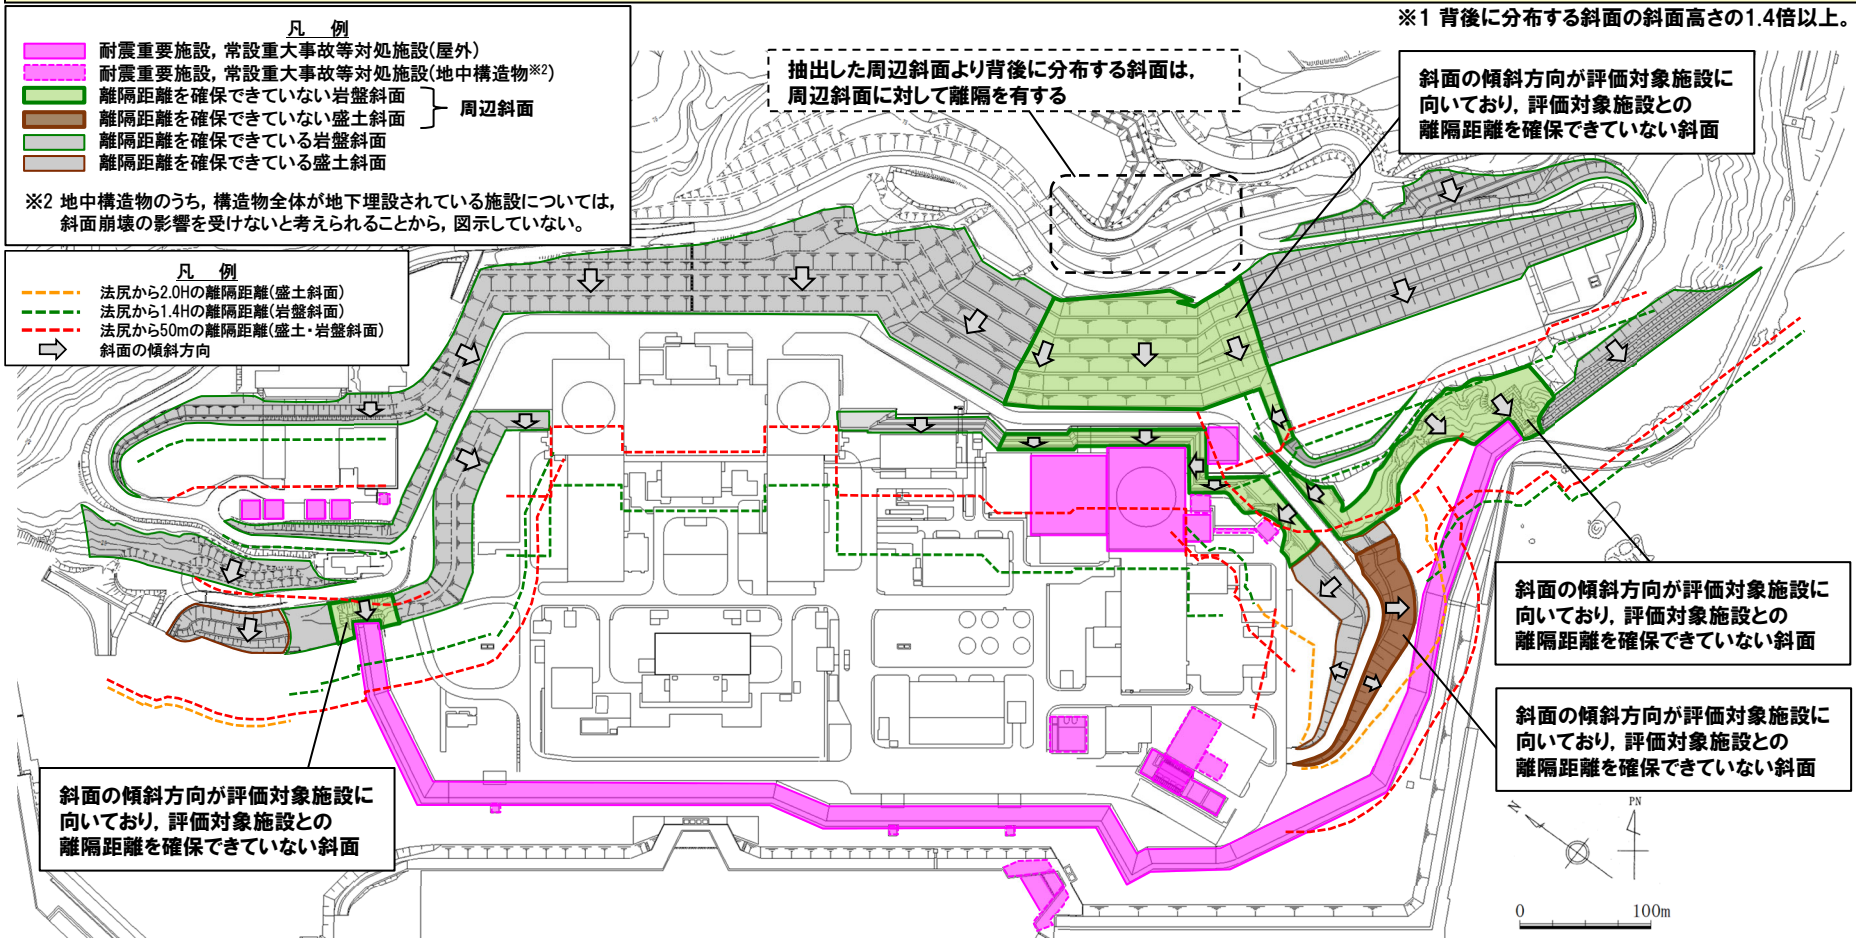 ※1 背後に分布する斜面の斜面高さの1.4倍以上。
凡 例
耐震重要施設，常設重大事故等対処施設(屋外)
耐震重要施設，常設重大事故等対処施設(地中構造物※2)
離隔距離を確保できていない岩盤斜面
離隔距離を確保できていない盛土斜面
周辺斜面
離隔距離を確保できている岩盤斜面
離隔距離を確保できている盛土斜面
※2 地中構造物のうち，構造物全体が地下埋設されている施設については，
斜面崩壊の影響を受けないと考えられることから，図示していない。
凡 例
法尻から2.0Hの離隔距離(盛土斜面)
法尻から1.4Hの離隔距離(岩盤斜面)
法尻から50mの離隔距離(盛土・岩盤斜面)
斜面の傾斜方向
抽出した周辺斜面より背後に分布する斜面は，
周辺斜面に対して離隔を有する
斜面の傾斜方向が評価対象施設に
向いており，評価対象施設との
離隔距離を確保できていない斜面
斜面の傾斜方向が評価対象施設に
向いており，評価対象施設との
離隔距離を確保できていない斜面
斜面の傾斜方向が評価対象施設に
向いており，評価対象施設との
離隔距離を確保できていない斜面
斜面の傾斜方向が評価対象施設に
向いており，評価対象施設との
離隔距離を確保できていない斜面
N
PN
0 100m